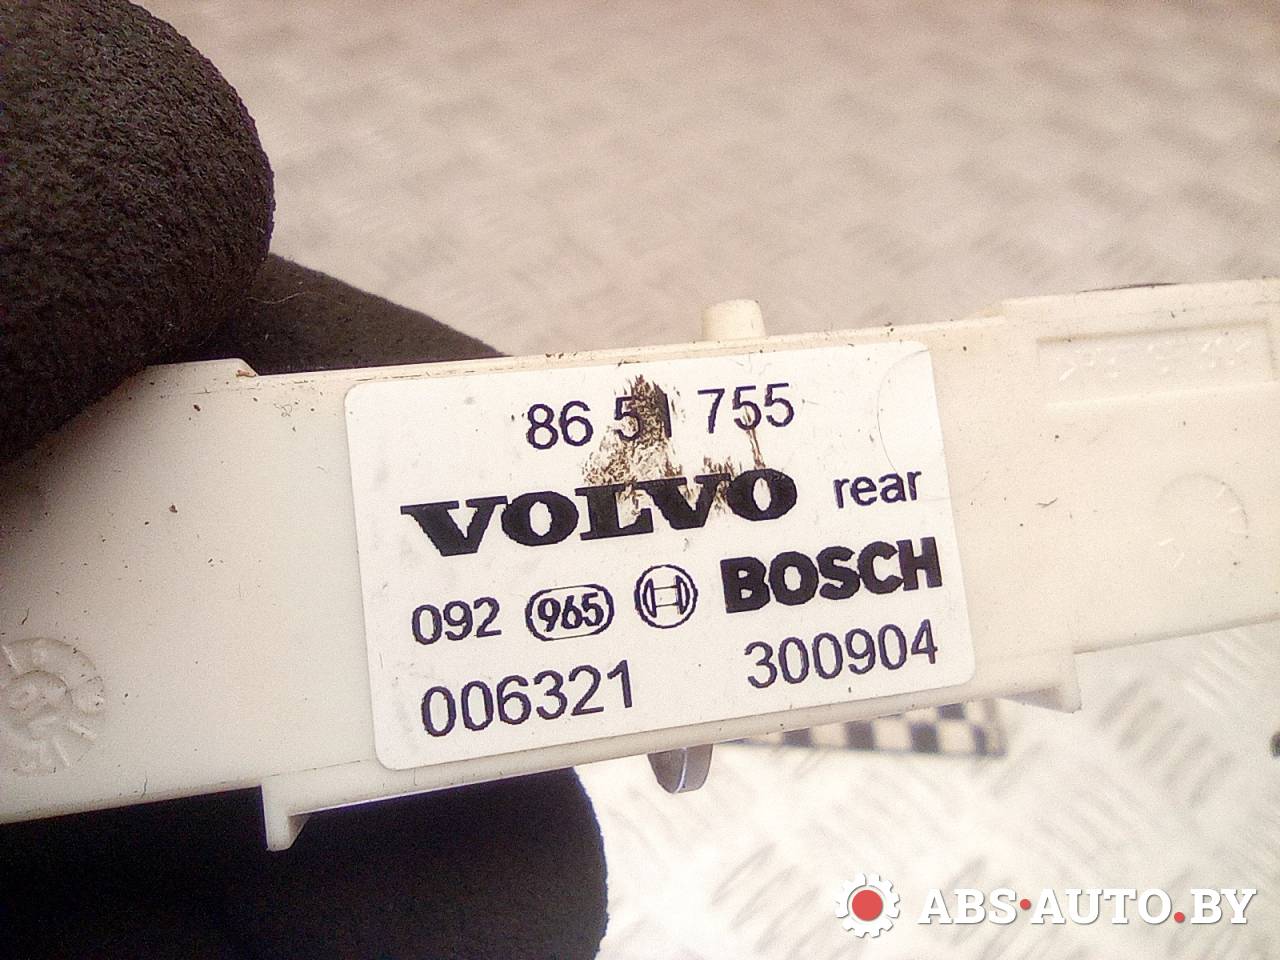 86 51 755
VOLVO rear
092 965 BOSCH
006321 300904
ABS·AUTO.BY